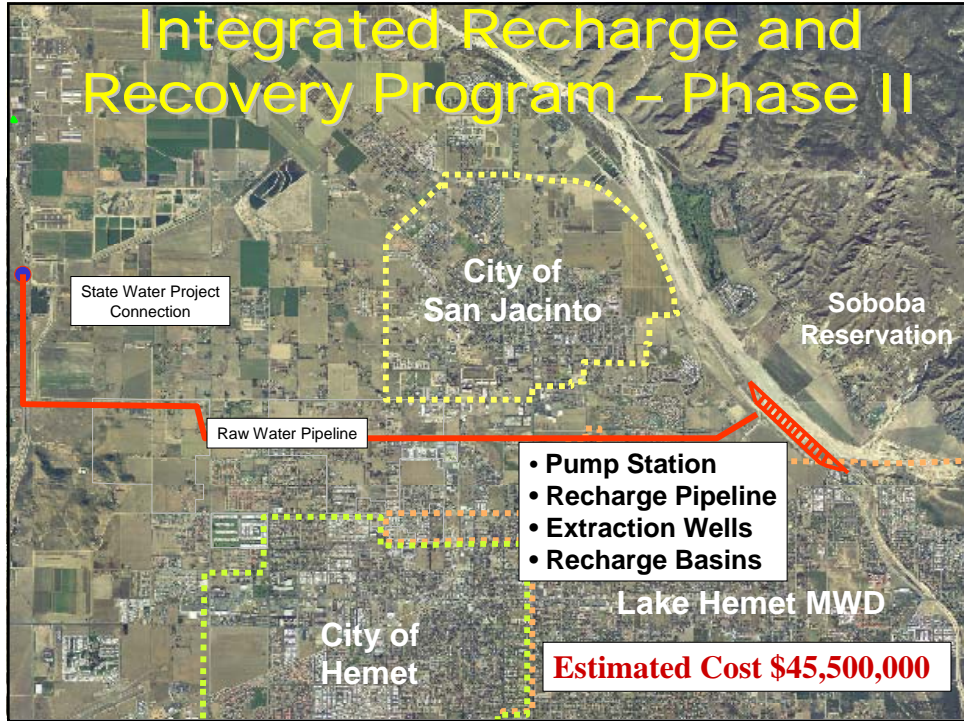 Integrated Recharge and
Recovery Program – Phase II
City of
San Jacinto
State Water Project
Connection
Soboba
Reservation
Raw Water Pipeline
• Pump Station
• Recharge Pipeline
• Extraction Wells
• Recharge Basins
Lake Hemet MWD
City of
Hemet
Estimated Cost $45,500,000